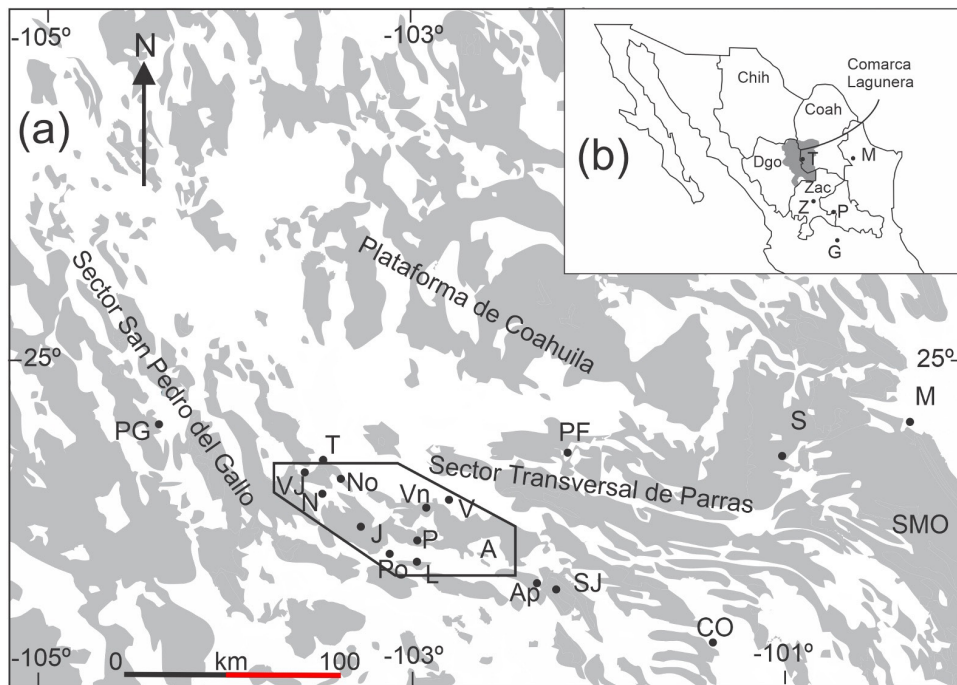 -105º
-103º
N
(a)
(b)
Comarca
Lagunera
Chih
Coah
Dgo
T
M
Zac
Z
P
G
Plataforma de Coahuila
Sector San Pedro del Gallo
25º
25º
PG
T
PF
S
M
Sector Transversal de Parras
VJ
No
N
Vn
V
SMO
J
P
A
Po
L
Ap
SJ
CO
-105º
0
km
100
-103º
-101º